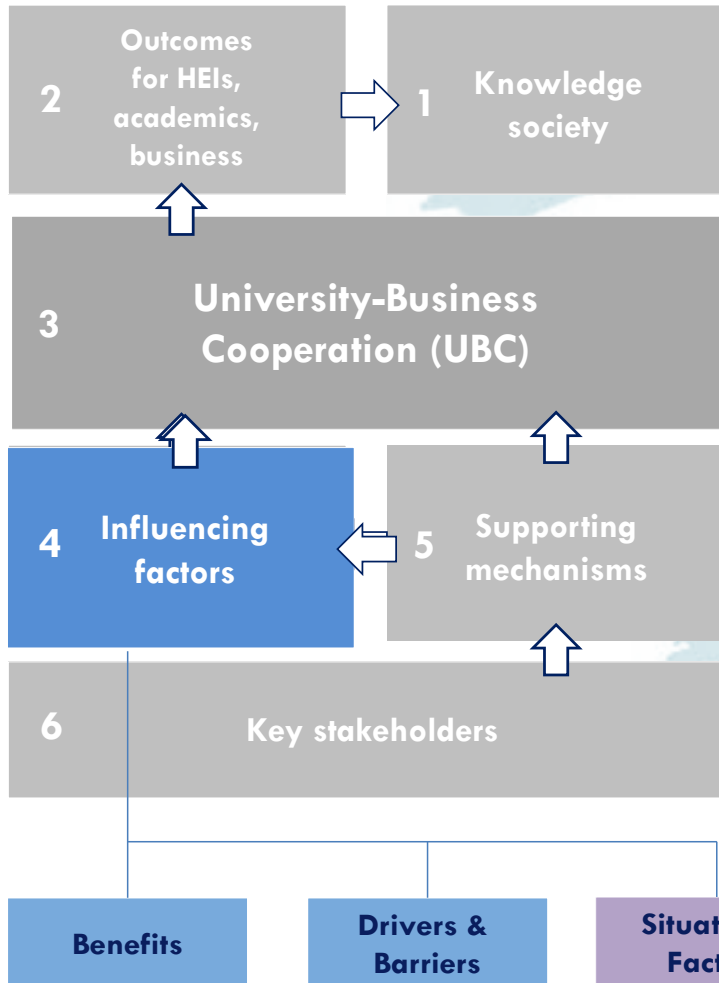 2
Outcomes
for HEIs,
academics,
business
1
Knowledge
society
3
University-Business
Cooperation (UBC)
4
Influencing
factors
5
Supporting
mechanisms
6
Key stakeholders
Benefits
Drivers &
Barriers